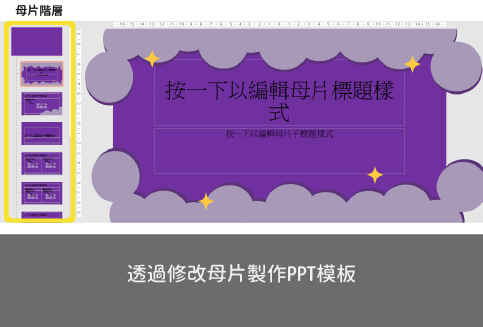 母片階層
按一下以編輯母片標題樣
式
按一下以編輯母片子標題樣式
透過修改母片製作PPT模板